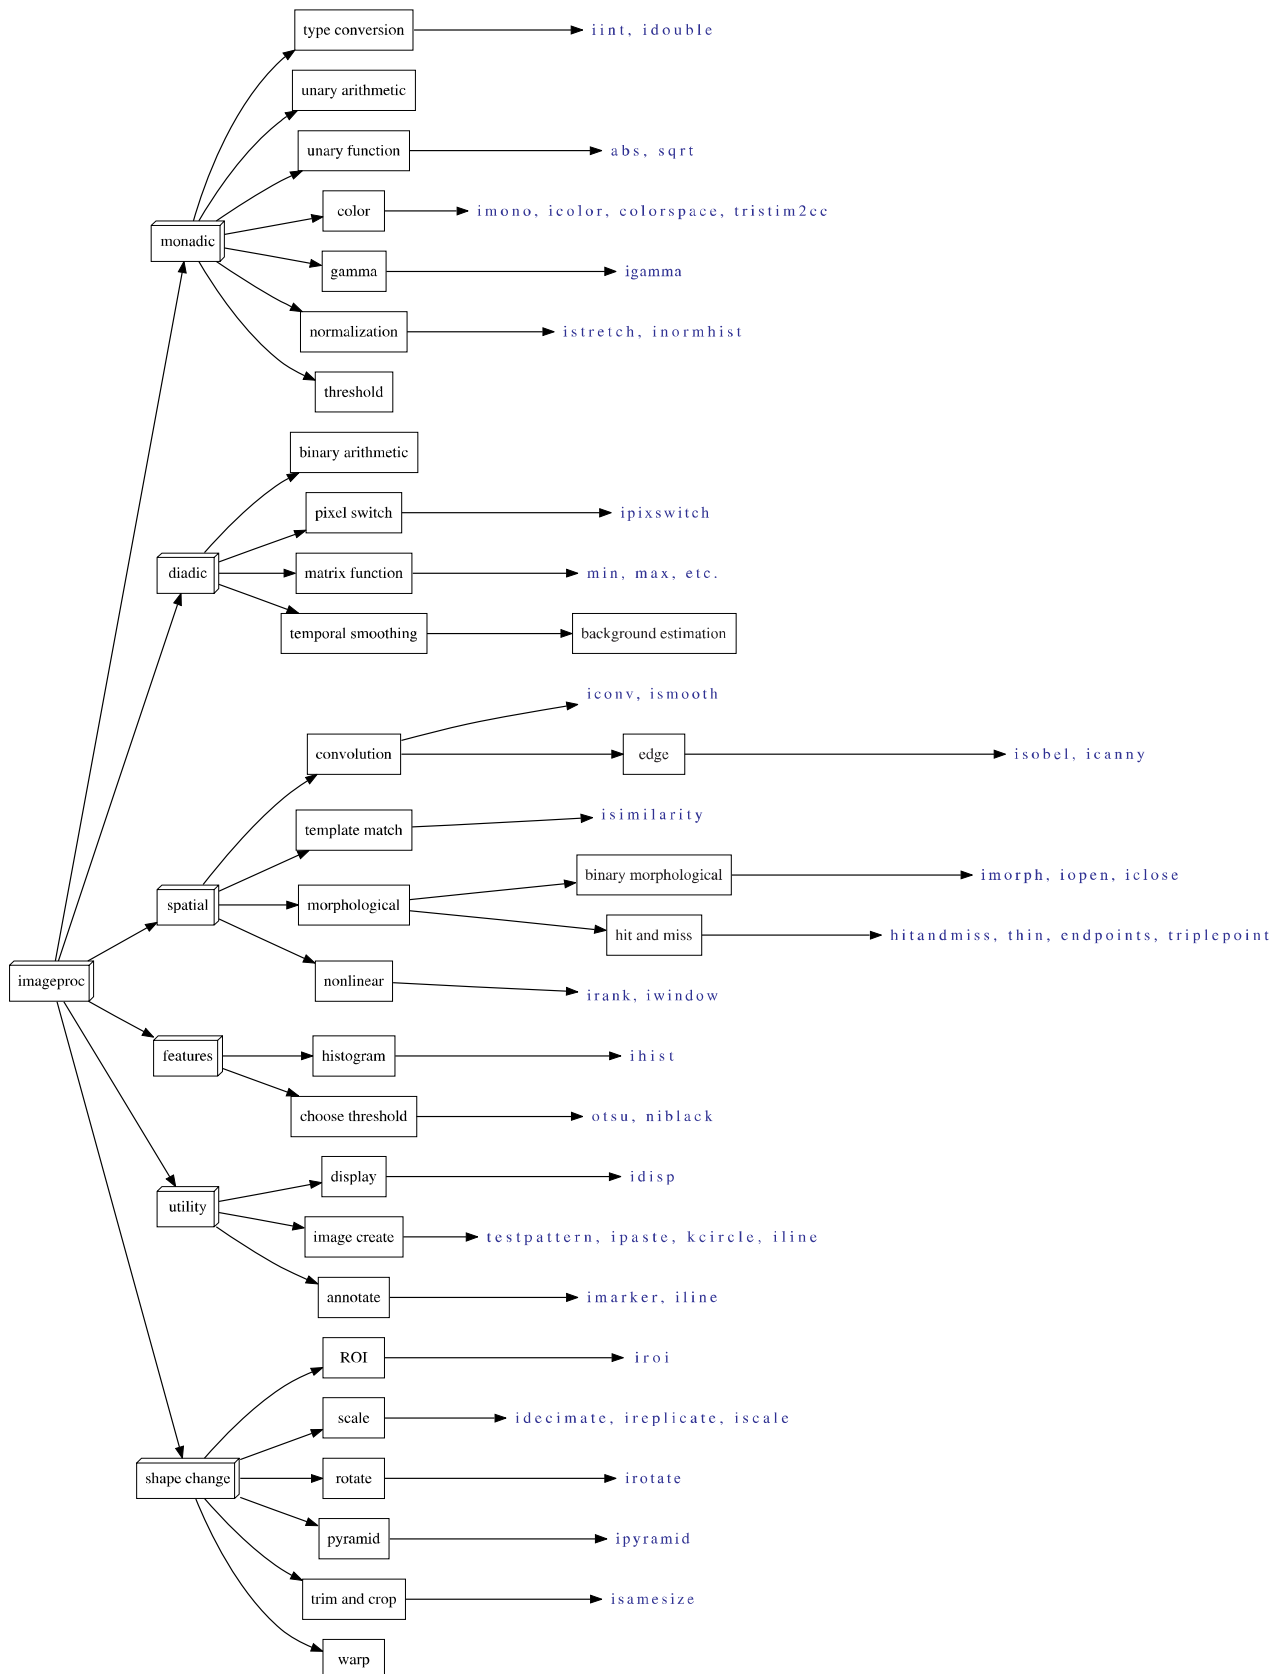 type conversion
iint, idouble
unary arithmetic
unary function
abs, sqrt
color
imono, icolor, colorspace, tristim2cc
monadic
gamma
igamma
normalization
istretch, inormhist
threshold
binary arithmetic
pixel switch
ipixswitch
diadic
matrix function
min, max, etc.
temporal smoothing
background estimation
iconv, ismooth
convolution
edge
isobel, icanny
template match
isimilarity
binary morphological
imorph, iopen, iclose
spatial
morphological
hit and miss
hitandmiss, thin, endpoints, triplepoint
imageproc
nonlinear
irank, iwindow
features
histogram
ihist
choose threshold
otsu, niblack
display
idisp
utility
image create
testpattern, ipaste, kcircle, iline
annotate
imarker, iline
ROI
iroi
scale
idecimate, ireplicate, iscale
shape change
rotate
irotate
pyramid
ipyramid
trim and crop
isamesize
warp